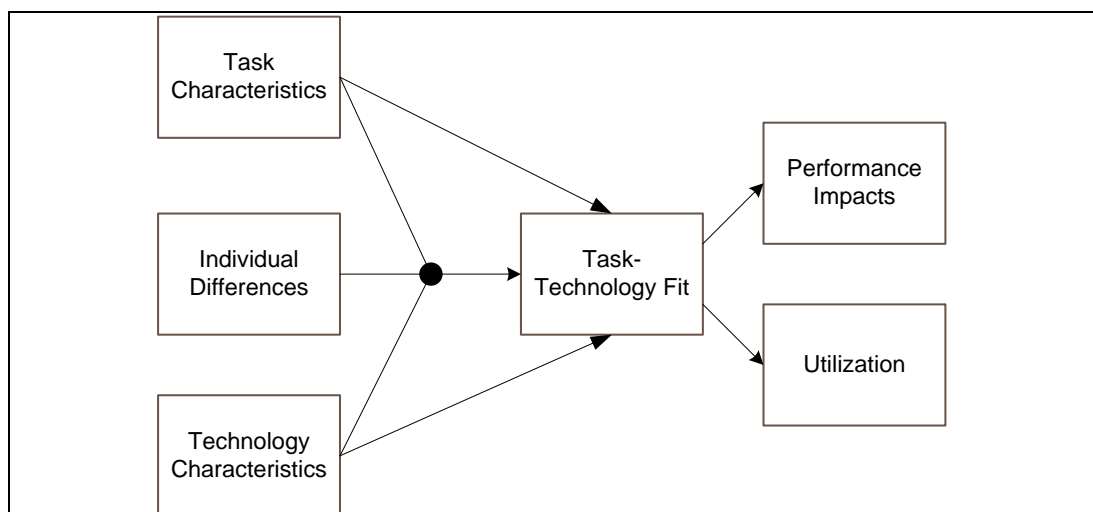 Task
Characteristics
Individual
Differences
Technology
Characteristics
Task-
Technology Fit
Performance
Impacts
Utilization